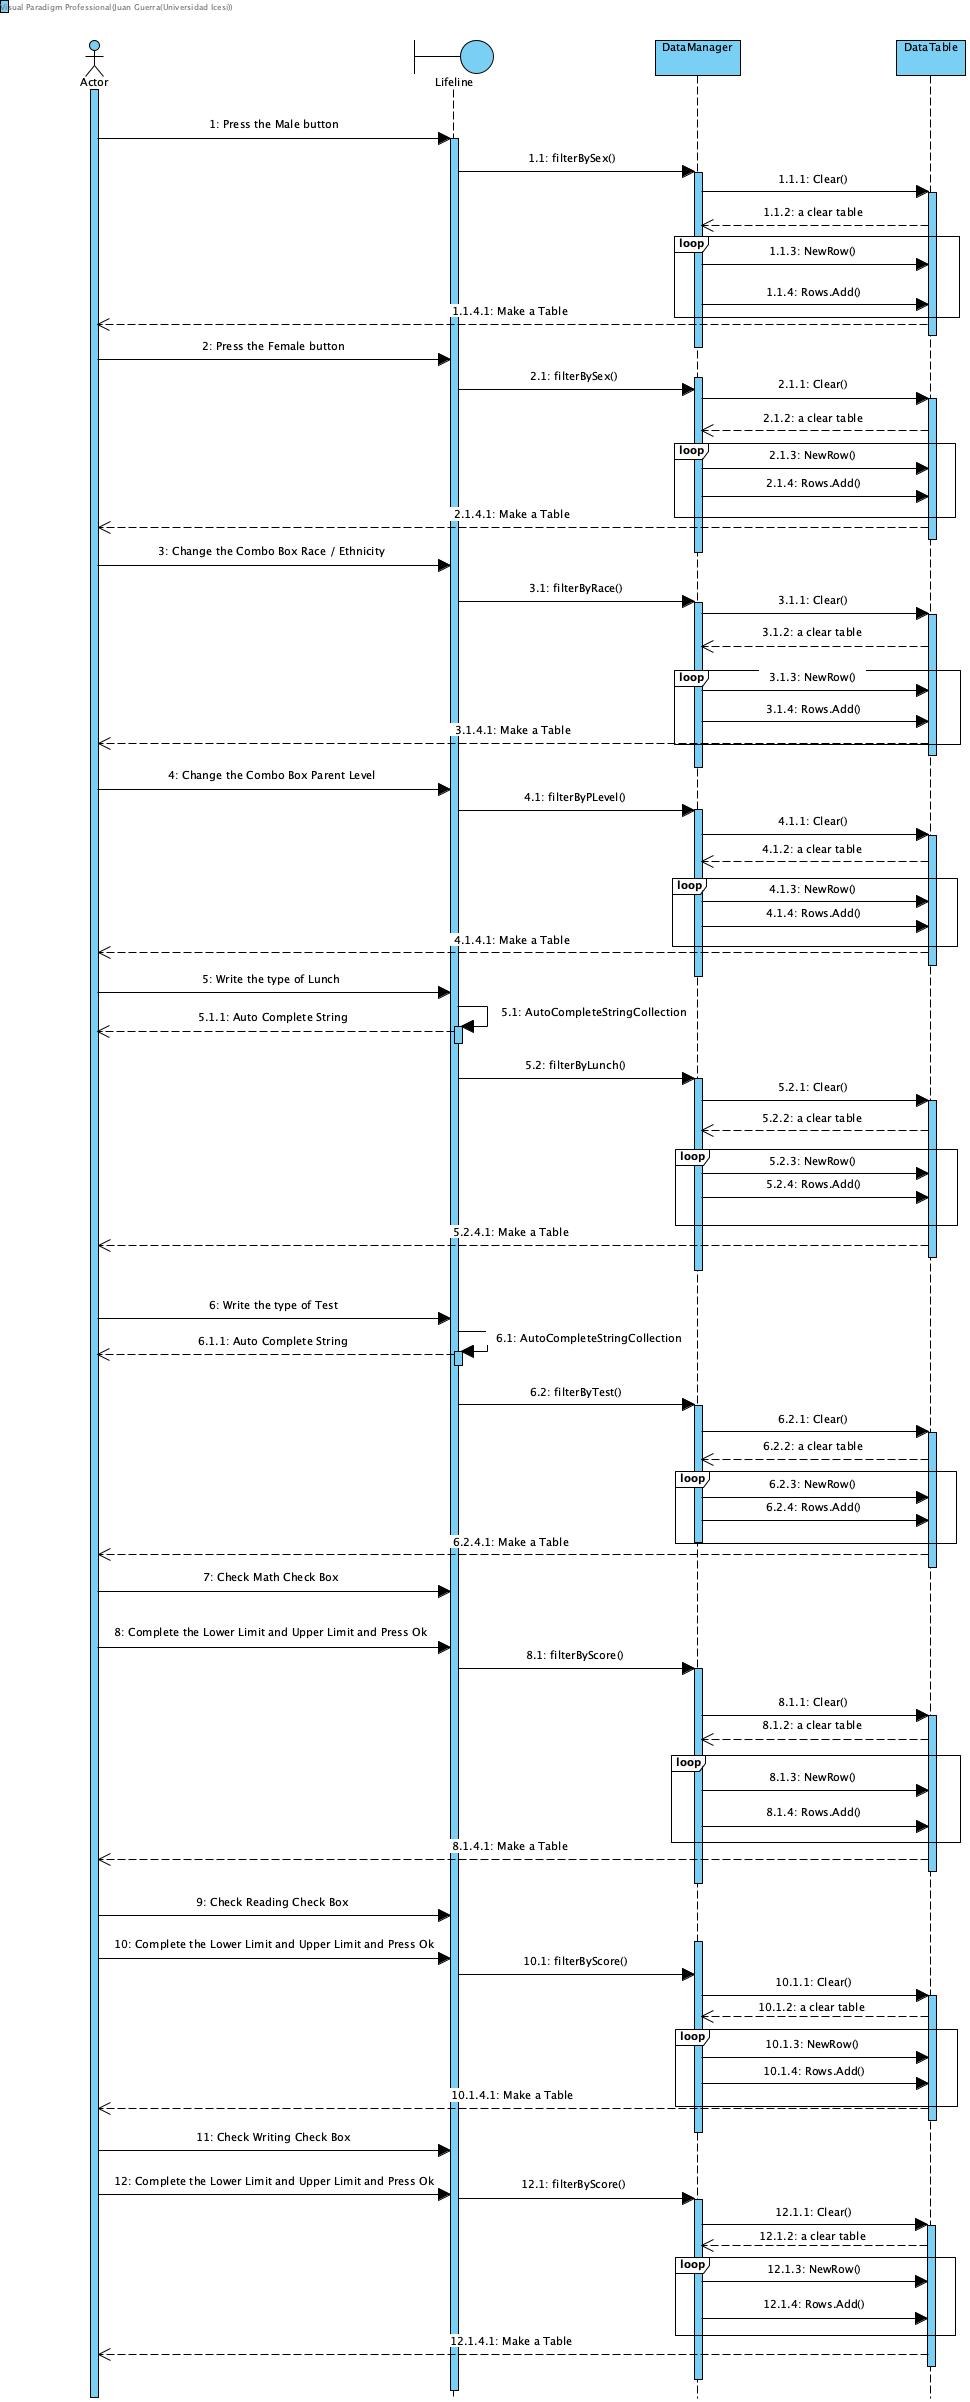 Visual Paradigm Professional(Juan Guerra(Universidad Icesi))
DataManager
DataTable
Actor
Lifeline
1: Press the Male button
1.1: filterBySex()
1.1.1: Clear()
1.1.2: a clear table
loop
1.1.3: NewRow()
1.1.4: Rows.Add()
1.1.4.1: Make a Table
2: Press the Female button
2.1: filterBySex()
2.1.1: Clear()
2.1.2: a clear table
loop
2.1.3: NewRow()
2.1.4: Rows.Add()
2.1.4.1: Make a Table
3: Change the Combo Box Race / Ethnicity
3.1: filterByRace()
3.1.1: Clear()
3.1.2: a clear table
loop
3.1.3: NewRow()
3.1.4: Rows.Add()
3.1.4.1: Make a Table
4: Change the Combo Box Parent Level
4.1: filterByPLevel()
4.1.1: Clear()
4.1.2: a clear table
loop
4.1.3: NewRow()
4.1.4: Rows.Add()
4.1.4.1: Make a Table
5: Write the type of Lunch
5.1: AutoCompleteStringCollection
5.1.1: Auto Complete String
5.2: filterByLunch()
5.2.1: Clear()
5.2.2: a clear table
loop
5.2.3: NewRow()
5.2.4: Rows.Add()
5.2.4.1: Make a Table
6: Write the type of Test
6.1: AutoCompleteStringCollection
6.1.1: Auto Complete String
6.2: filterByTest()
6.2.1: Clear()
6.2.2: a clear table
loop
6.2.3: NewRow()
6.2.4: Rows.Add()
6.2.4.1: Make a Table
7: Check Math Check Box
8: Complete the Lower Limit and Upper Limit and Press Ok
8.1: filterByScore()
8.1.1: Clear()
8.1.2: a clear table
loop
8.1.3: NewRow()
8.1.4: Rows.Add()
8.1.4.1: Make a Table
9: Check Reading Check Box
10: Complete the Lower Limit and Upper Limit and Press Ok
10.1: filterByScore()
10.1.1: Clear()
10.1.2: a clear table
loop
10.1.3: NewRow()
10.1.4: Rows.Add()
10.1.4.1: Make a Table
11: Check Writing Check Box
12: Complete the Lower Limit and Upper Limit and Press Ok
12.1: filterByScore()
12.1.1: Clear()
12.1.2: a clear table
loop
12.1.3: NewRow()
12.1.4: Rows.Add()
12.1.4.1: Make a Table